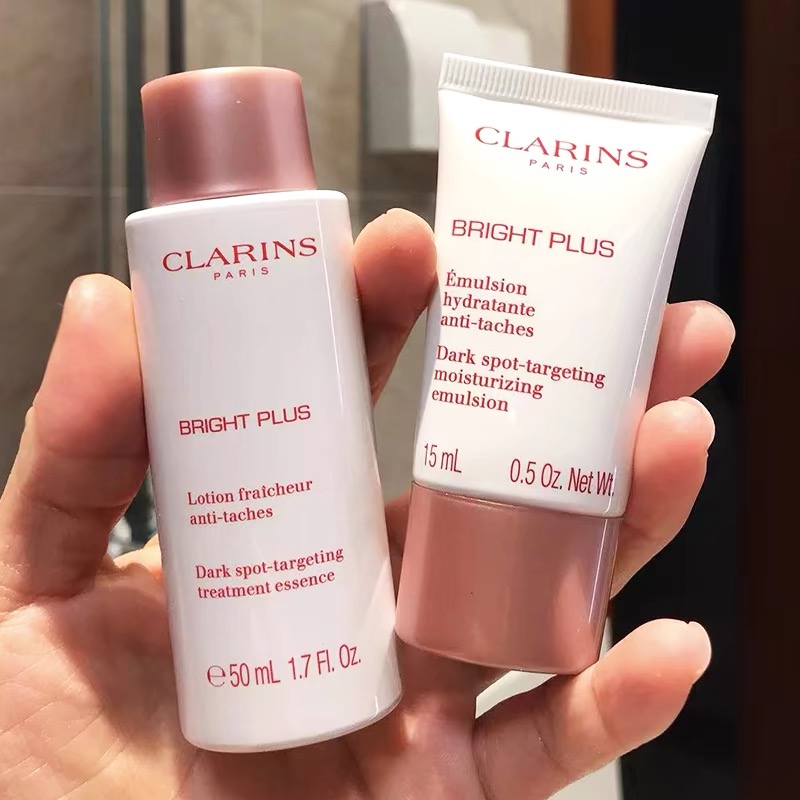 CLARINS
PARIS
BRIGHT PLUS
Lotion fraîcheur
anti-taches
Dark spot-targeting
treatment essence
℮50 mL 1.7 Fl. Oz.
CLARINS
PARIS
BRIGHT PLUS
Émulsion
hydratante
anti-taches
Dark spot-targeting
moisturizing
emulsion
15 mL 0.5 Oz. Net Wt.